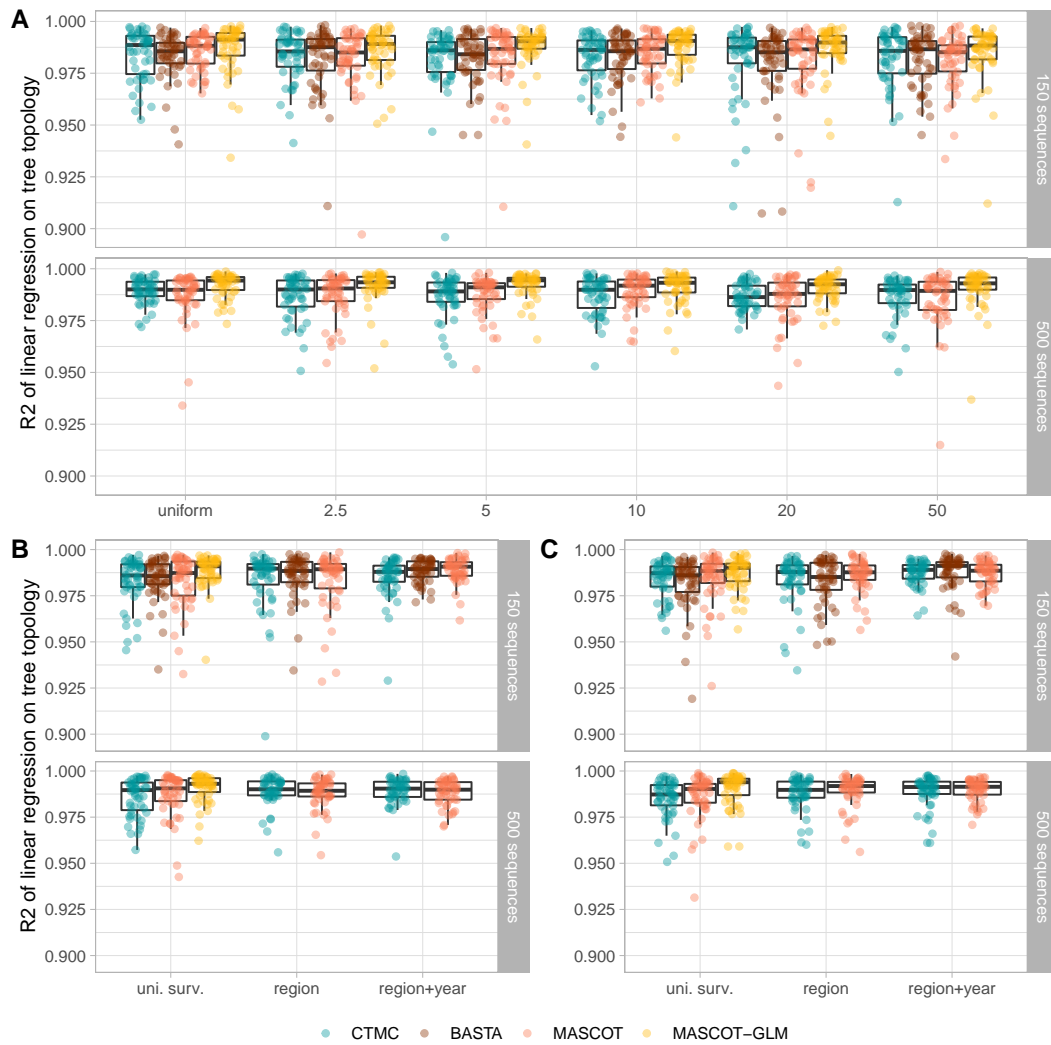 A
R2 of linear regression on tree topology
1.000
0.975
0.950
0.925
0.900
150 sequences
1.000
0.975
0.950
0.925
0.900
500 sequences
uniform 2.5 5 10 20 50
B
R2 of linear regression on tree topology
1.000
0.975
0.950
0.925
0.900
150 sequences
1.000
0.975
0.950
0.925
0.900
500 sequences
uni. surv. region region+year
C
1.000
0.975
0.950
0.925
0.900
150 sequences
1.000
0.975
0.950
0.925
0.900
500 sequences
uni. surv. region region+year
CTMC BASTA MASCOT MASCOT−GLM